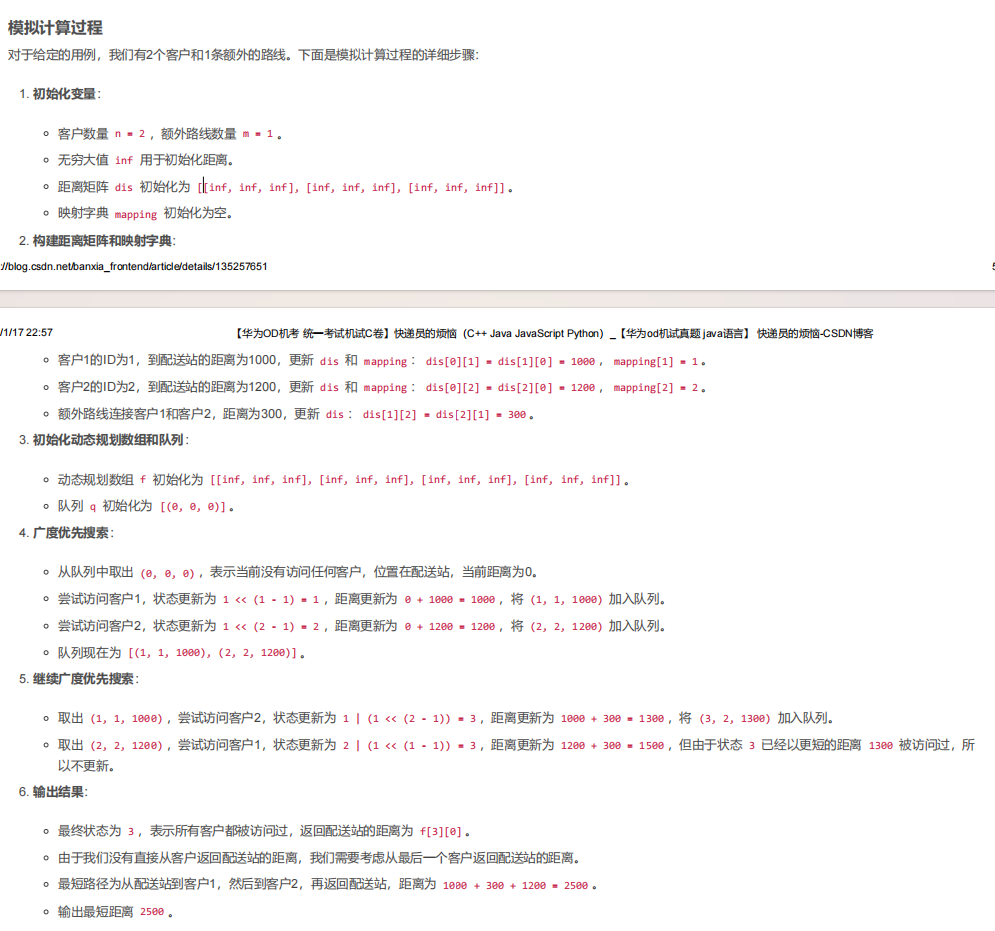 模拟计算过程
对于给定的用例，我们有2个客户和1条额外的路线。下面是模拟计算过程的详细步骤：
1. 初始化变量：
客户数量 n = 2 ，额外路线数量 m = 1 。
无穷大值 inf 用于初始化距离。
距离矩阵 dis 初始化为 [[inf, inf, inf], [inf, inf, inf], [inf, inf, inf]] 。
映射字典 mapping 初始化为空。
2. 构建距离矩阵和映射字典：
://blog.csdn.net/banxia_frontend/article/details/135257651
5
/1/17 22:57
【华为OD机考 统一考试机试C卷】快递员的烦恼（C++ Java JavaScript Python）_【华为od机试真题 java语言】 快递员的烦恼-CSDN博客
客户1的ID为1，到配送站的距离为1000，更新 dis 和 mapping ： dis[0][1] = dis[1][0] = 1000 ， mapping[1] = 1 。
客户2的ID为2，到配送站的距离为1200，更新 dis 和 mapping ： dis[0][2] = dis[2][0] = 1200 ， mapping[2] = 2 。
额外路线连接客户1和客户2，距离为300，更新 dis ： dis[1][2] = dis[2][1] = 300 。
3. 初始化动态规划数组和队列：
动态规划数组 f 初始化为 [[inf, inf, inf], [inf, inf, inf], [inf, inf, inf], [inf, inf, inf]] 。
队列 q 初始化为 [(0, 0, 0)] 。
4. 广度优先搜索：
从队列中取出 (0, 0, 0) ，表示当前没有访问任何客户，位置在配送站，当前距离为0。
尝试访问客户1，状态更新为 1 << (1 - 1) = 1 ，距离更新为 0 + 1000 = 1000 ，将 (1, 1, 1000) 加入队列。
尝试访问客户2，状态更新为 1 << (2 - 1) = 2 ，距离更新为 0 + 1200 = 1200 ，将 (2, 2, 1200) 加入队列。
队列现在为 [(1, 1, 1000), (2, 2, 1200)] 。
5. 继续广度优先搜索：
取出 (1, 1, 1000) ，尝试访问客户2，状态更新为 1 | (1 << (2 - 1)) = 3 ，距离更新为 1000 + 300 = 1300 ，将 (3, 2, 1300) 加入队列。
取出 (2, 2, 1200) ，尝试访问客户1，状态更新为 2 | (1 << (1 - 1)) = 3 ，距离更新为 1200 + 300 = 1500 ，但由于状态 3 已经以更短的距离 1300 被访问过，所
以不更新。
6. 输出结果：
最终状态为 3 ，表示所有客户都被访问过，返回配送站的距离为 f[3][0] 。
由于我们没有直接从客户返回配送站的距离，我们需要考虑从最后一个客户返回配送站的距离。
最短路径为从配送站到客户1，然后到客户2，再返回配送站，距离为 1000 + 300 + 1200 = 2500 。
输出最短距离 2500 。